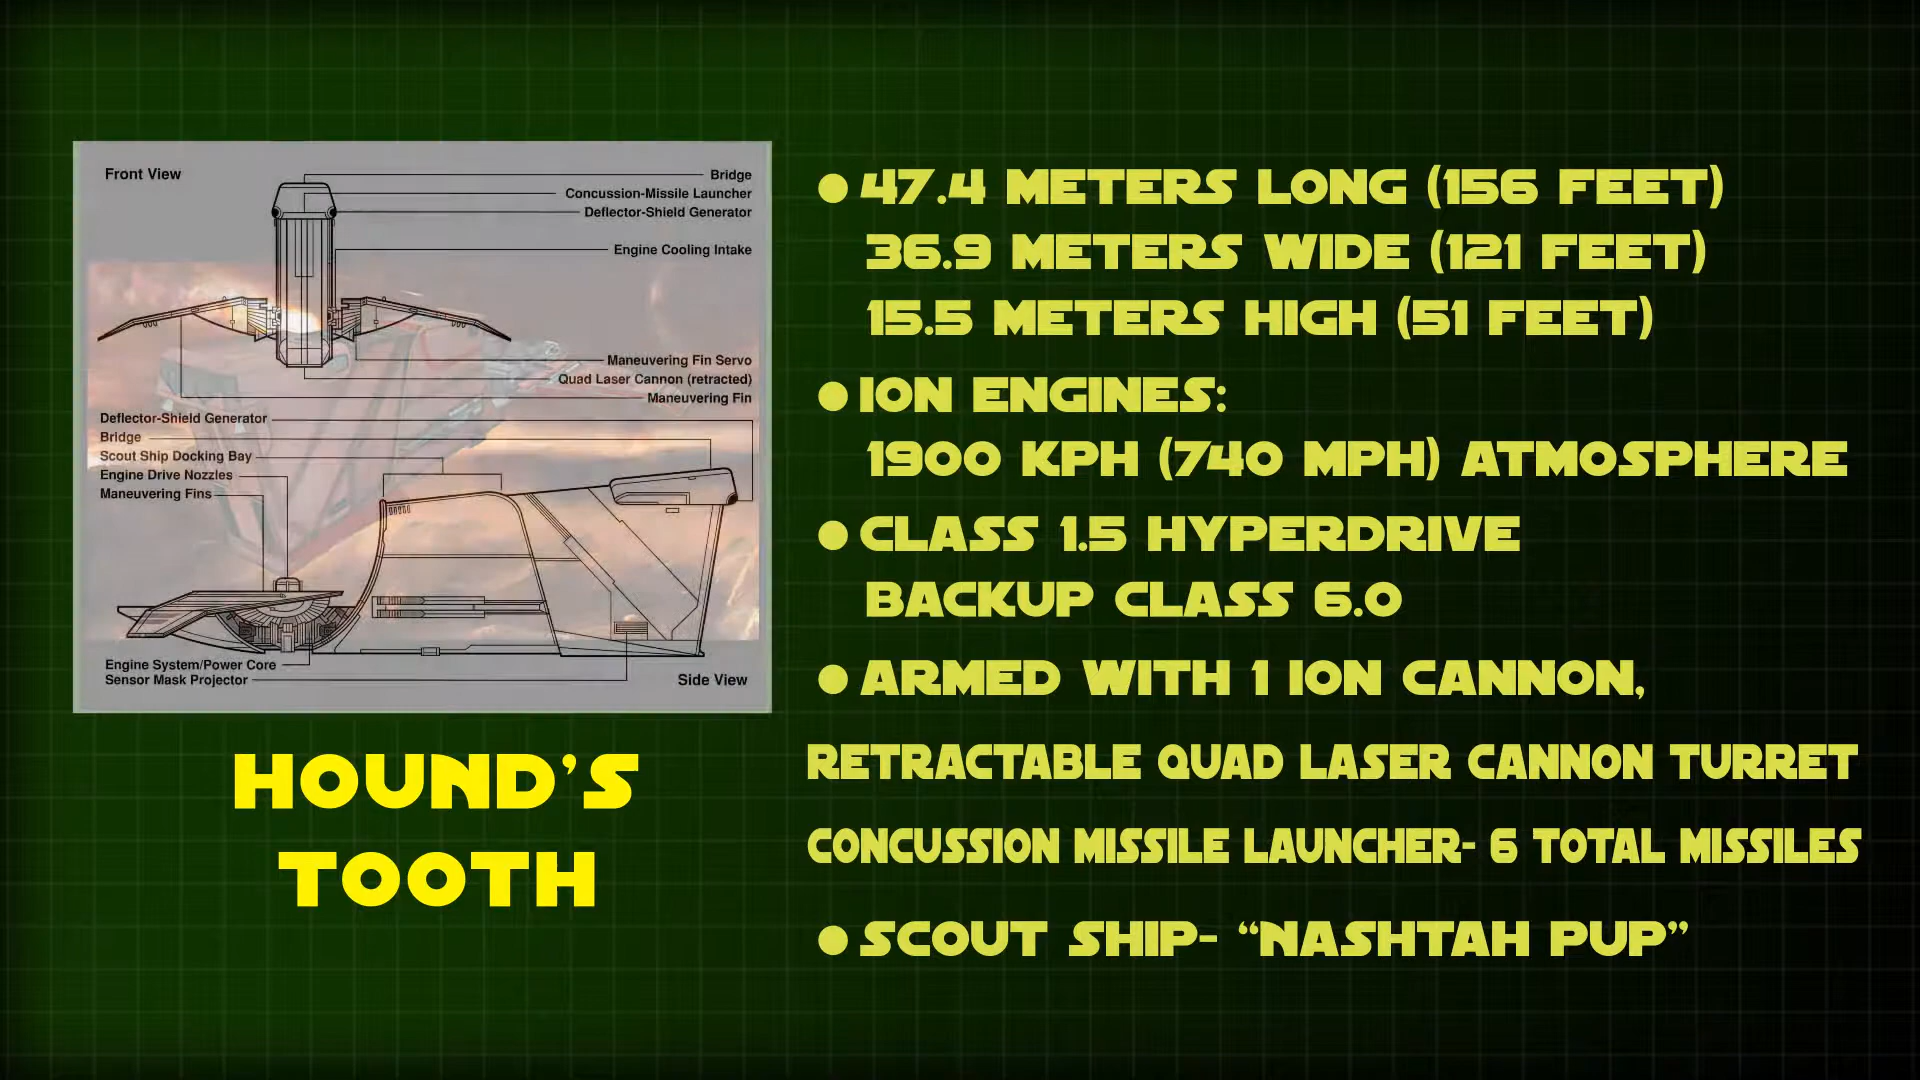 Front View
Bridge
Concussion-Missile Launcher
Deflector-Shield Generator
Engine Cooling Intake
Maneuvering Fin Servo
Quad Laser Cannon (retracted)
Maneuvering Fin
Deflector-Shield Generator
Bridge
Scout Ship Docking Bay
Engine Drive Nozzles
Maneuvering Fins
Engine System/Power Core
Sensor Mask Projector
Side View
HOUND'S
TOOTH
● 47.4 METERS LONG (156 FEET)
36.9 METERS WIDE (121 FEET)
15.5 METERS HIGH (51 FEET)
● ION ENGINES:
1900 KPH (740 MPH) ATMOSPHERE
● CLASS 1.5 HYPERDRIVE
BACKUP CLASS 6.0
● ARMED WITH 1 ION CANNON,
RETRACTABLE QUAD LASER CANNON TURRET
CONCUSSION MISSILE LAUNCHER- 6 TOTAL MISSILES
● SCOUT SHIP- “NASHTAH PUP”